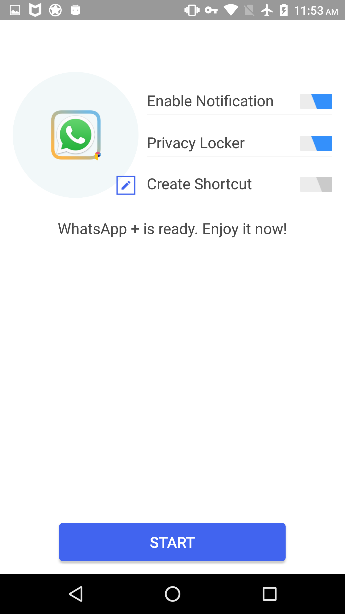 11:53 AM
Enable Notification
Privacy Locker
Create Shortcut
WhatsApp + is ready. Enjoy it now!
START